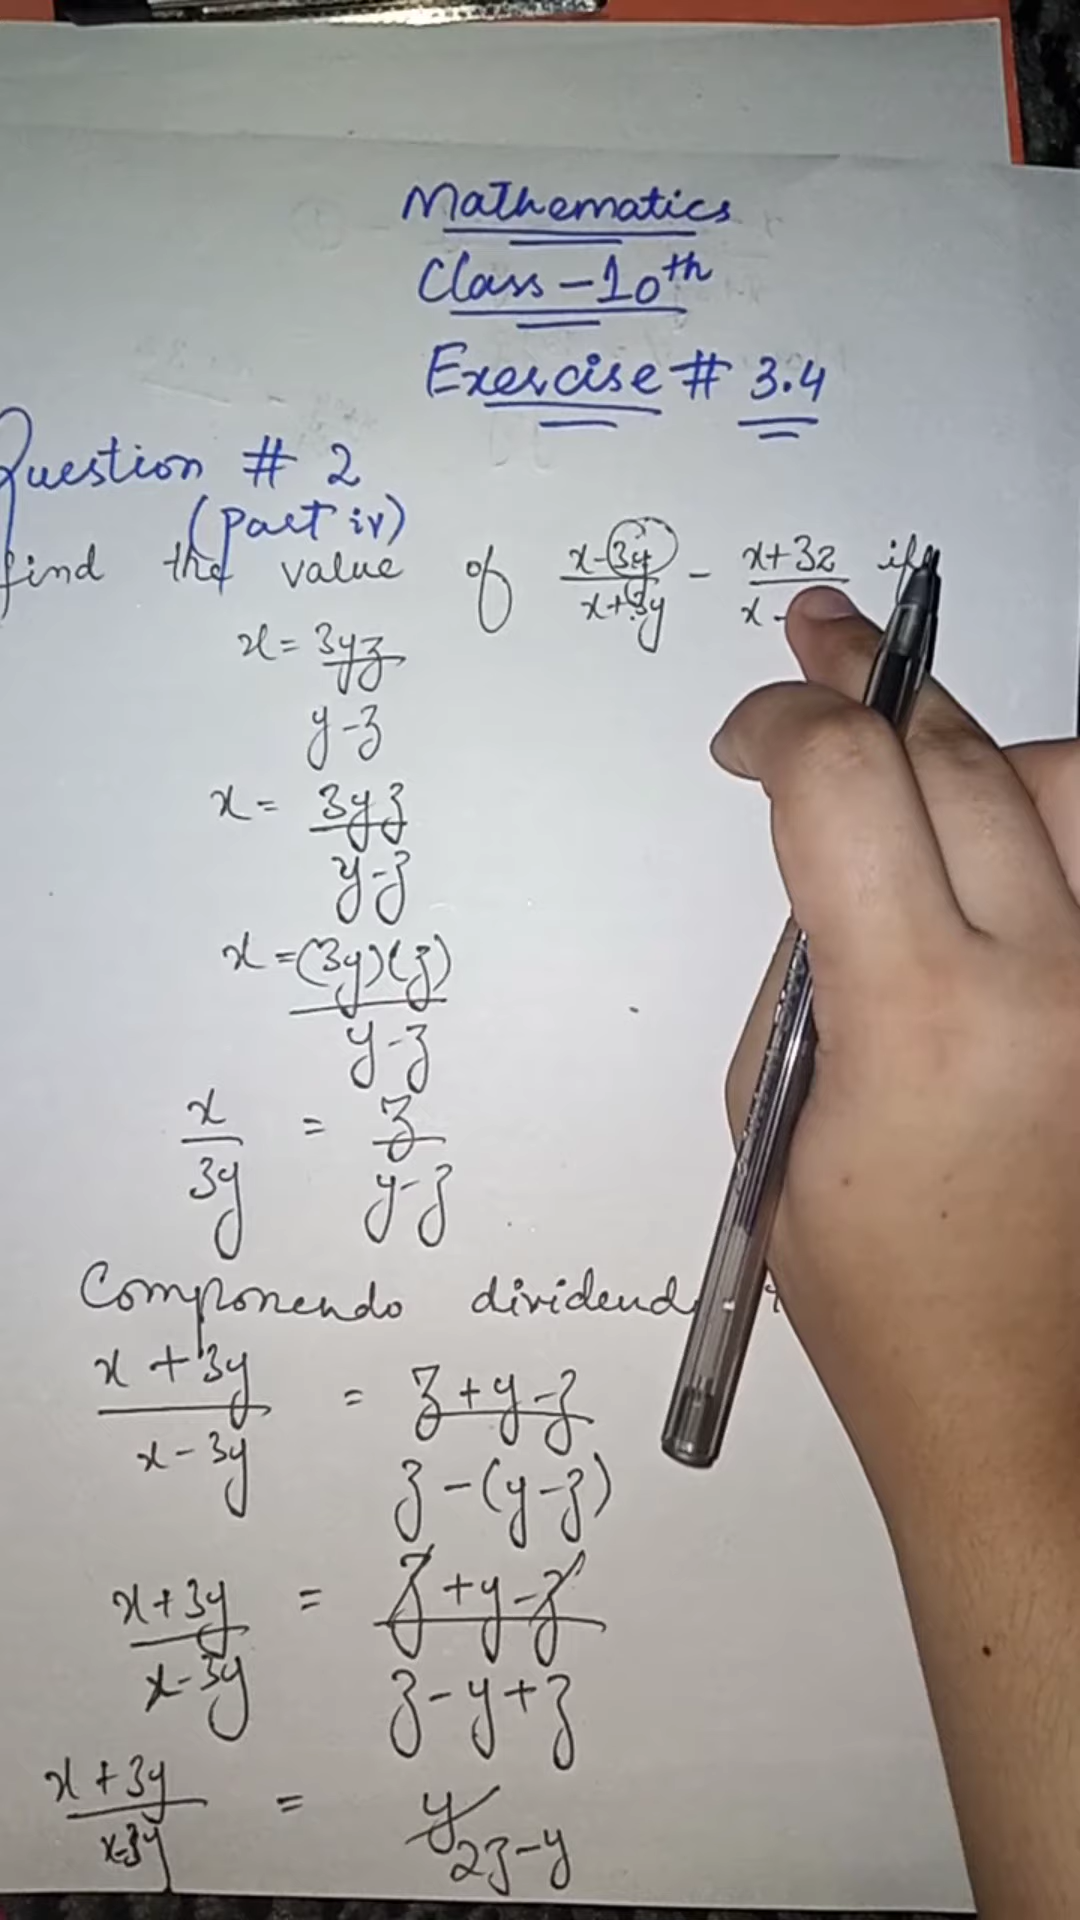 Mathematics
Class - 10th
Exercise # 3.4
Question # 2
(Part iv)
find the value of x-3y/x+3y - x+3z/x - if
x = 3yz/y-z
x = 3yz/y-z
x = (3y)(z)/y-z
x/3y = z/y-z
Componendo dividendo
x+3y/x-3y = z+y-z/z-(y-z)
x+3y/x-3y = z+y-z/z-y+z
x+3y/x-3y = y/2z-y